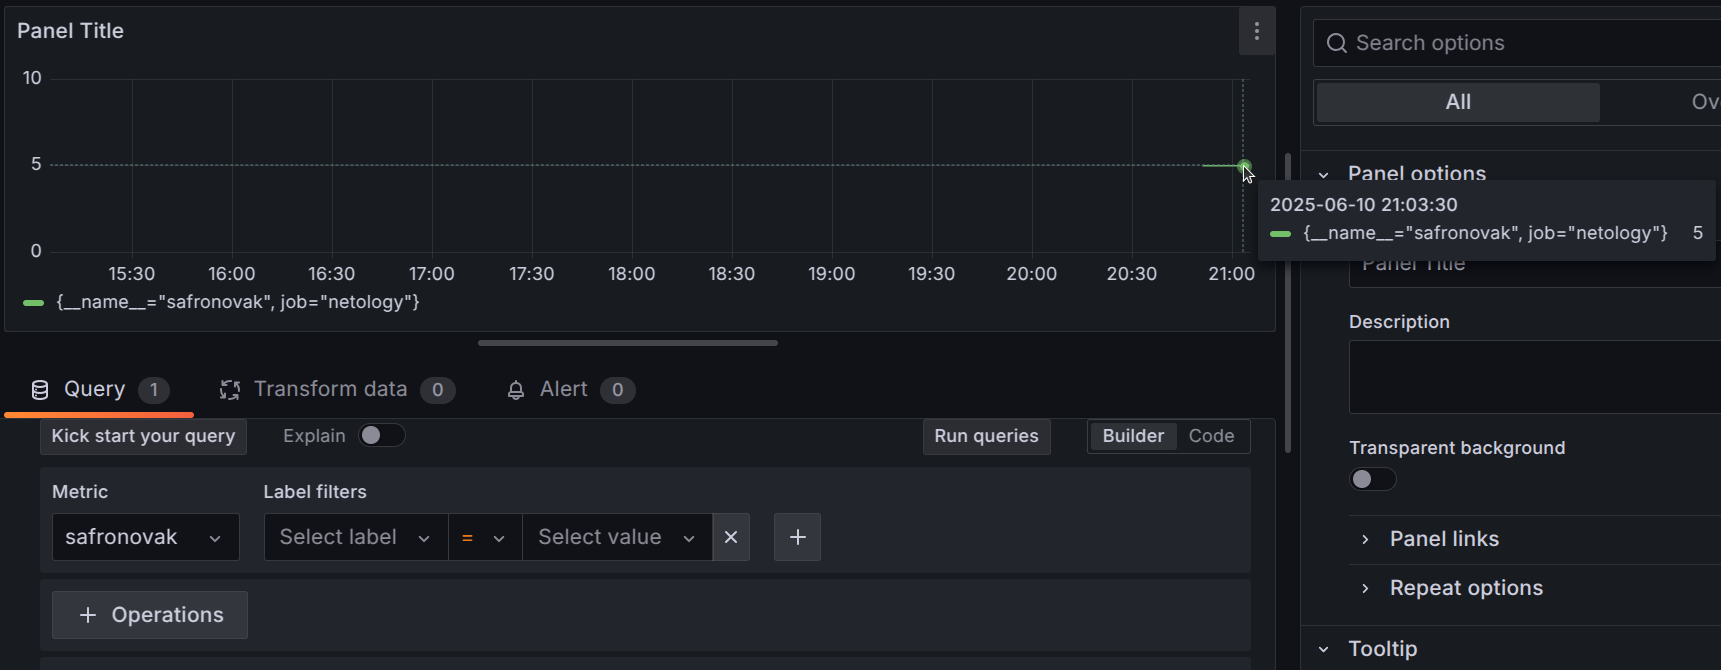 Panel Title
10
5
0
15:30 16:00 16:30 17:00 17:30 18:00 18:30 19:00 19:30 20:00 20:30 21:00
{__name__="safronovak", job="netology"}
Query 1 Transform data 0 Alert 0
Kick start your query Explain Run queries Builder Code
Metric Label filters
safronovak Select label = Select value
+ Operations
Search options
All
Panel options
2025-06-10 21:03:30
{__name__="safronovak", job="netology"} 5
Panel Title
Description
Transparent background
Panel links
Repeat options
Tooltip